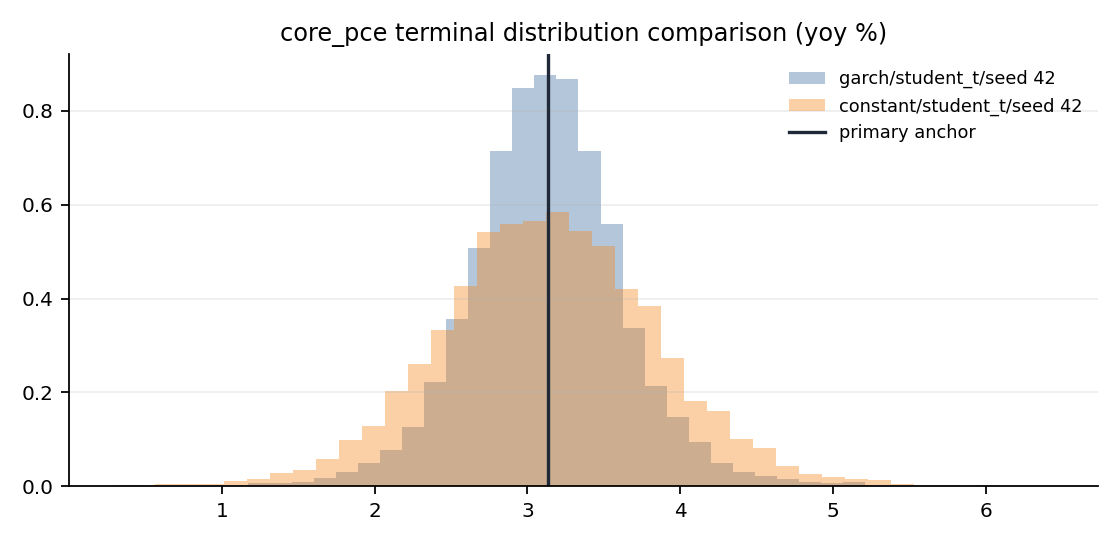 core_pce terminal distribution comparison (yoy %)
garch/student_t/seed 42
constant/student_t/seed 42
primary anchor
0.8
0.6
0.4
0.2
0.0
1 2 3 4 5 6